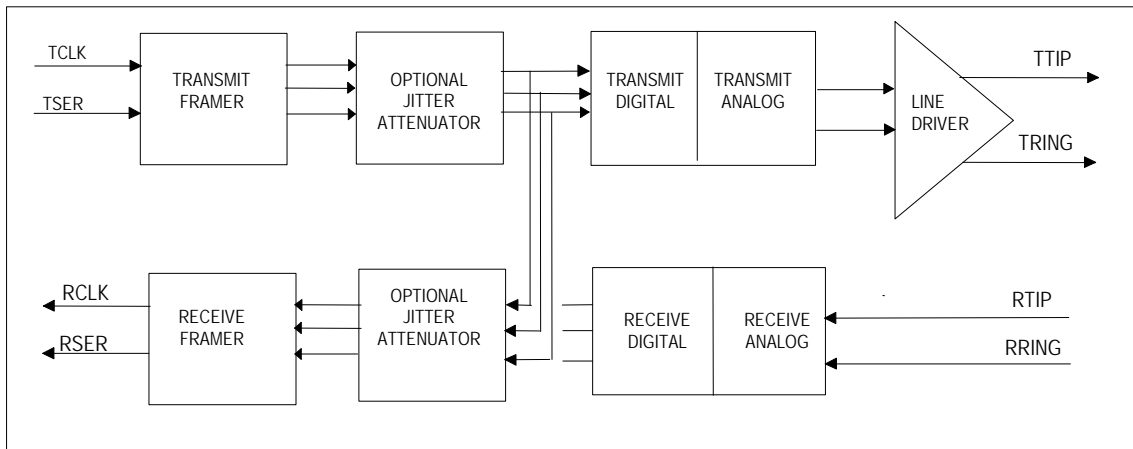 TCLK
TSER
TRANSMIT
FRAMER
OPTIONAL
JITTER
ATTENUATOR
TRANSMIT
DIGITAL
TRANSMIT
ANALOG
LINE
DRIVER
TTIP
TRING
RCLK
RSER
RECEIVE
FRAMER
OPTIONAL
JITTER
ATTENUATOR
RECEIVE
DIGITAL
RECEIVE
ANALOG
RTIP
RRING